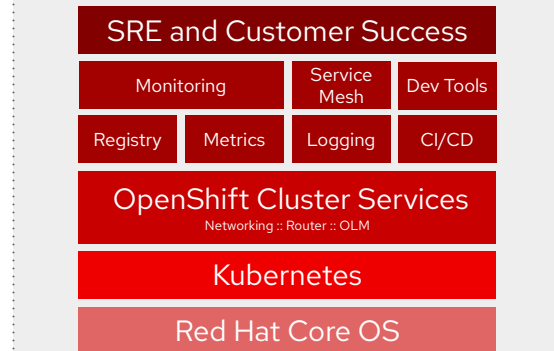 SRE and Customer Success
Monitoring
Service
Mesh
Dev Tools
Registry
Metrics
Logging
CI/CD
OpenShift Cluster Services
Networking :: Router :: OLM
Kubernetes
Red Hat Core OS